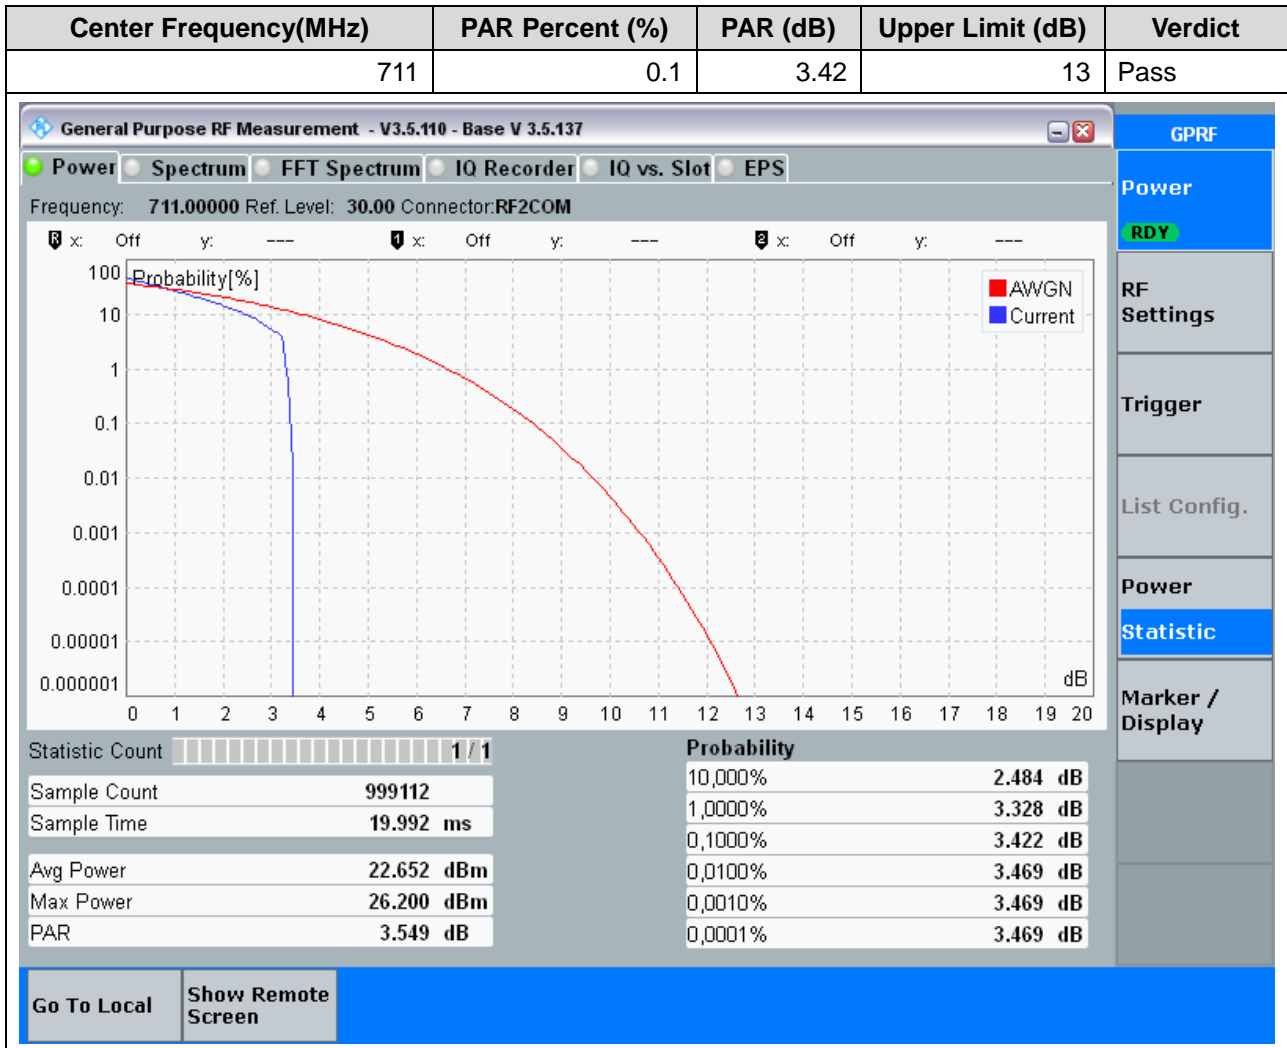 Center Frequency(MHz) PAR Percent (%) PAR (dB) Upper Limit (dB) Verdict
711 0.1 3.42 13 Pass
General Purpose RF Measurement - V3.5.110 - Base V 3.5.137
GPRF
Power Spectrum FFT Spectrum IQ Recorder IQ vs. Slot EPS
Frequency: 711.00000 Ref. Level: 30.00 Connector:RF2COM
R x: Off y: --- 1 x: Off y: --- 2 x: Off y: ---
Probability[%]
100
10
1
0.1
0.01
0.001
0.0001
0.00001
0.000001
AWGN
Current
dB
0 1 2 3 4 5 6 7 8 9 10 11 12 13 14 15 16 17 18 19 20
Statistic Count 1 / 1
Sample Count 999112
Sample Time 19.992 ms
Avg Power 22.652 dBm
Max Power 26.200 dBm
PAR 3.549 dB
Probability
10,000% 2.484 dB
1,0000% 3.328 dB
0,1000% 3.422 dB
0,0100% 3.469 dB
0,0010% 3.469 dB
0,0001% 3.469 dB
Power
RDY
RF
Settings
Trigger
List Config.
Power
Statistic
Marker /
Display
Go To Local
Show Remote
Screen